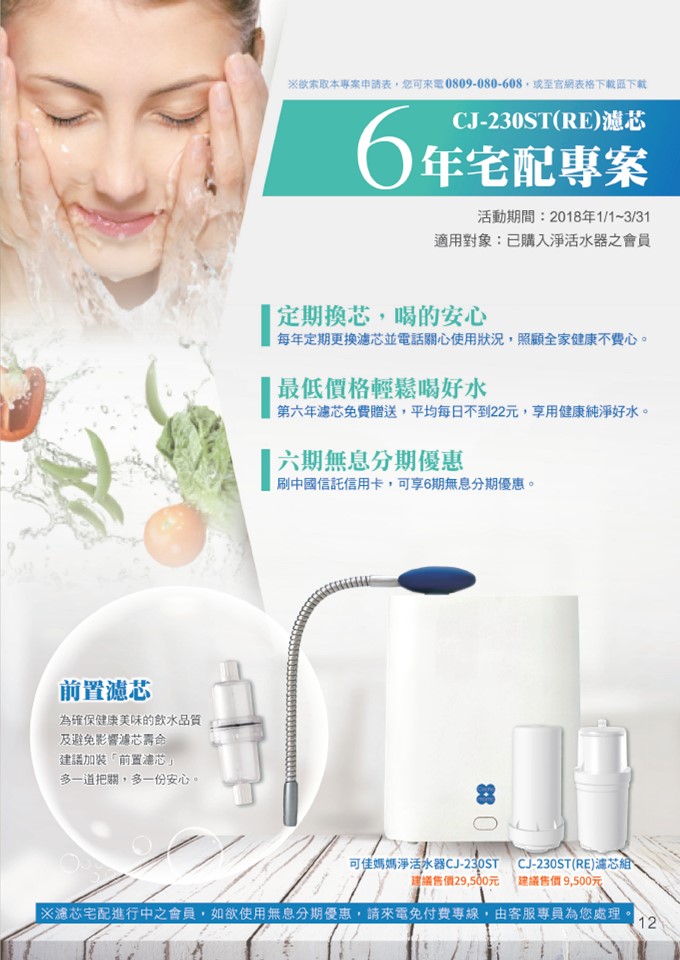 ※欲索取本專案申請表，您可來電0809-080-608，或至官網表格下載區下載
CJ-230ST(RE)濾芯
6年宅配專案
活動期間：2018年1/1~3/31
適用對象：已購入淨活水器之會員
定期換芯，喝的安心
每年定期更換濾芯並電話關心使用狀況，照顧全家健康不費心。
最低價格輕鬆喝好水
第六年濾芯免費贈送，平均每日不到22元，享用健康純淨好水。
六期無息分期優惠
刷中國信託信用卡，可享6期無息分期優惠。
前置濾芯
為確保健康美味的飲水品質
及避免影響濾芯壽命
建議加裝「前置濾芯」
多一道把關，多一份安心。
可佳媽媽淨活水器CJ-230ST
建議售價29,500元
CJ-230ST(RE)濾芯組
建議售價 9,500元
※濾芯宅配進行中之會員，如欲使用無息分期優惠，請來電免付費專線，由客服專員為您處理。
12